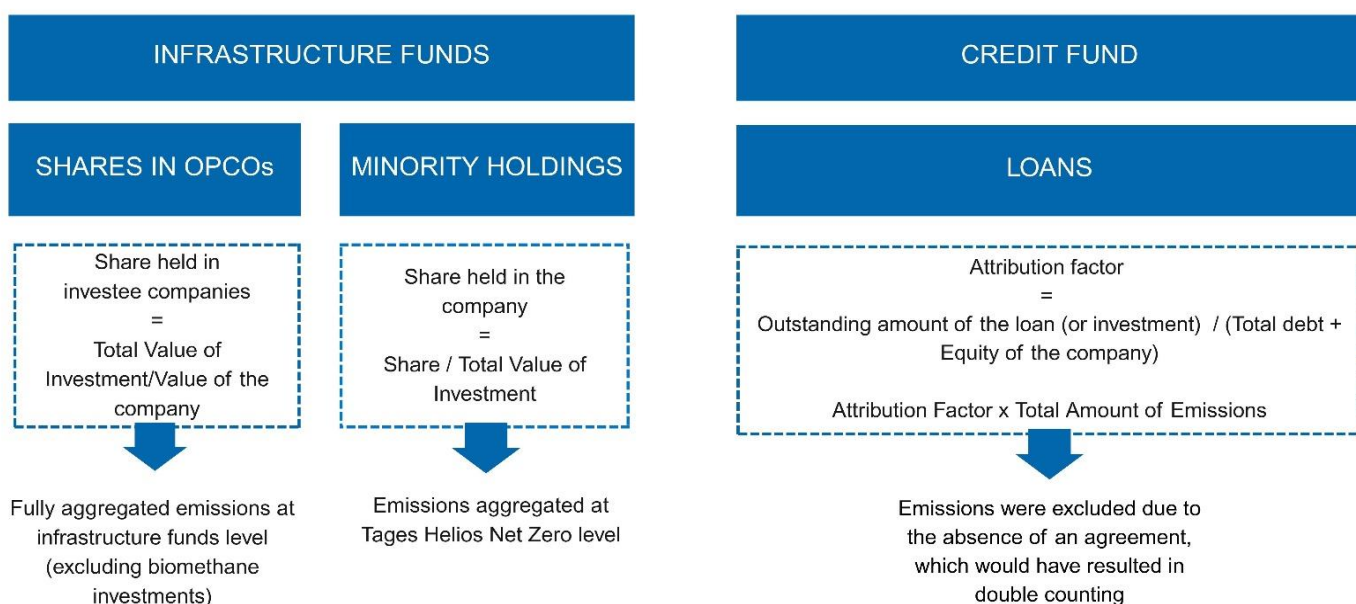 INFRASTRUCTURE FUNDS
CREDIT FUND
SHARES IN OPCOs
MINORITY HOLDINGS
LOANS
Share held in
investee companies
=
Total Value of
Investment/Value of the
company
Share held in the
company
=
Share / Total Value of
Investment
Attribution factor
=
Outstanding amount of the loan (or investment) / (Total debt +
Equity of the company)
Attribution Factor x Total Amount of Emissions
Fully aggregated emissions at
infrastructure funds level
(excluding biomethane
investments)
Emissions aggregated at
Tages Helios Net Zero level
Emissions were excluded due to
the absence of an agreement,
which would have resulted in
double counting